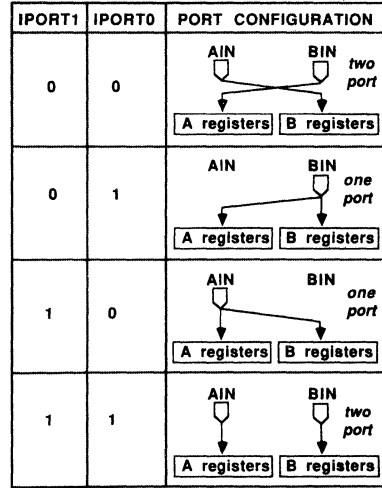 IPORT1 IPORT0 PORT CONFIGURATION
0 0 AIN BIN two port
A registers B registers
0 1 AIN BIN one port
A registers B registers
1 0 AIN BIN one port
A registers B registers
1 1 AIN BIN two port
A registers B registers